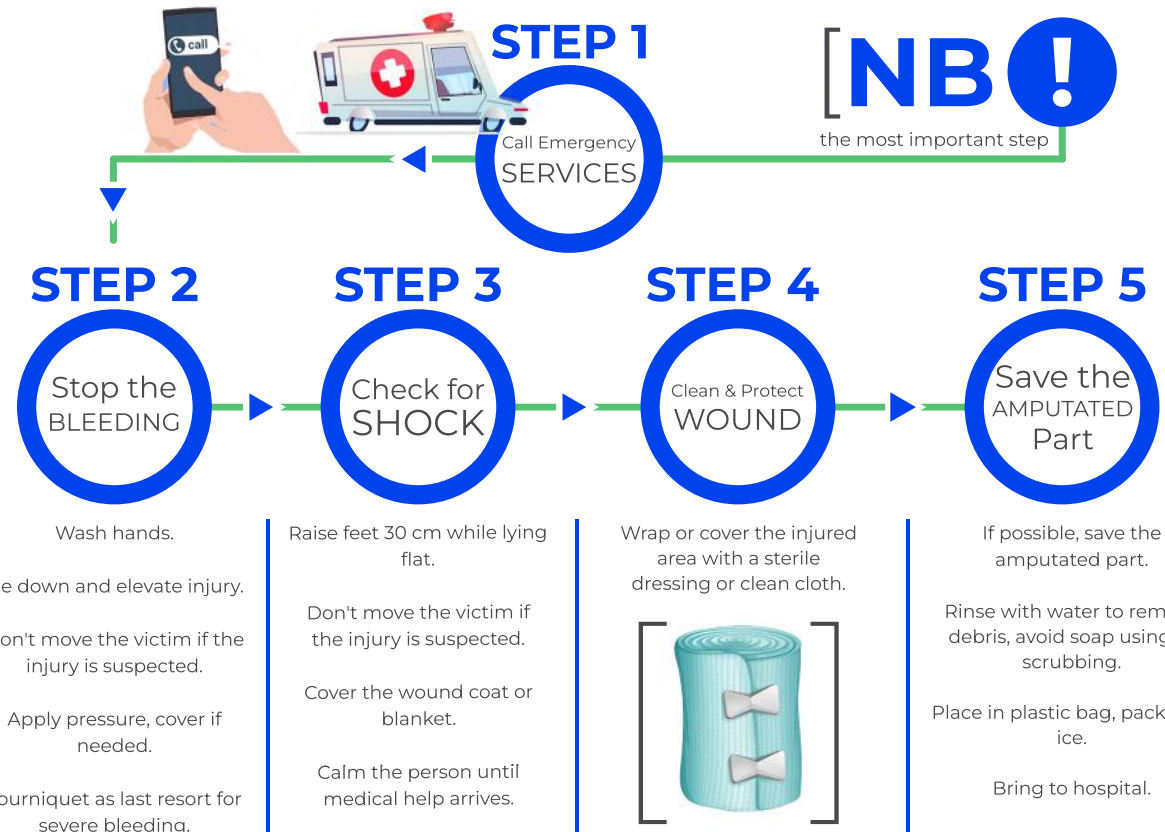 call
STEP 1
[NB !
the most important step
Call Emergency
SERVICES
STEP 2
Stop the
BLEEDING
Wash hands.
e down and elevate injury.
on't move the victim if the
injury is suspected.
Apply pressure, cover if
needed.
ourniquet as last resort for
severe bleeding.
STEP 3
Check for
SHOCK
Raise feet 30 cm while lying
flat.
Don't move the victim if
the injury is suspected.
Cover the wound coat or
blanket.
Calm the person until
medical help arrives.
STEP 4
Clean & Protect
WOUND
Wrap or cover the injured
area with a sterile
dressing or clean cloth.
STEP 5
Save the
AMPUTATED
Part
If possible, save the
amputated part.
Rinse with water to rem
debris, avoid soap using
scrubbing.
Place in plastic bag, pack
ice.
Bring to hospital.